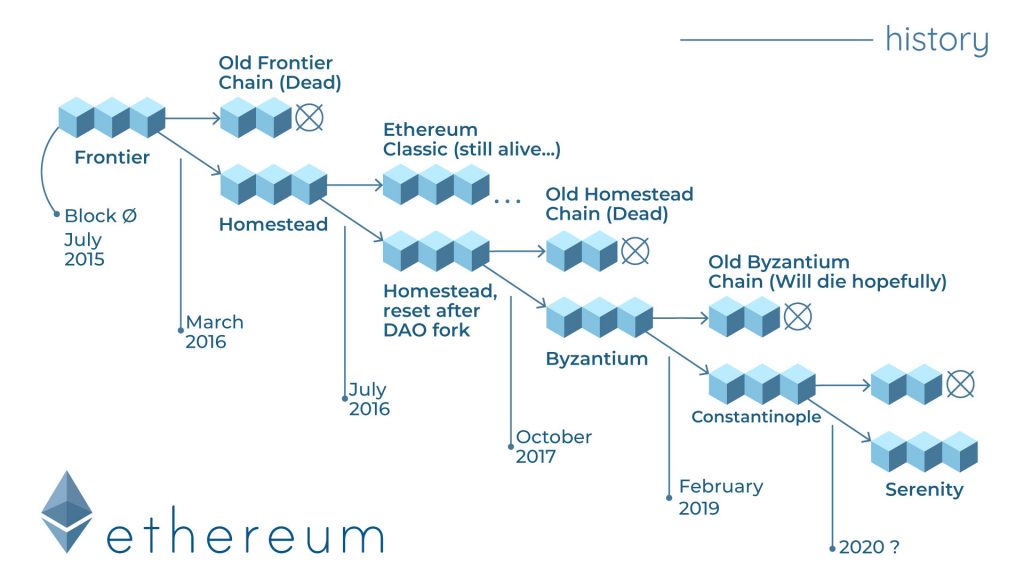 history
Old Frontier
Chain (Dead)
Frontier
Ethereum
Classic (still alive...)
Block Ø
July
2015
Homestead
...
Old Homestead
Chain (Dead)
Homestead,
reset after
DAO fork
Old Byzantium
Chain (Will die hopefully)
March
2016
Byzantium
July
2016
Constantinople
October
2017
February
2019
Serenity
2020 ?
ethereum